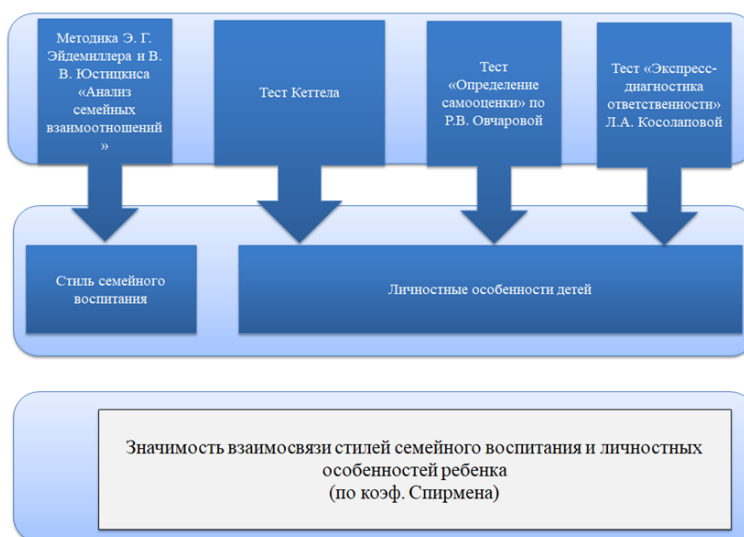 Методика Э. Г.
Эйдемиллера и В.
В. Юстицкиса
«Анализ
семейных
взаимоотношений
»
Тест Кеттела
Тест
«Определение
самооценки» по
Р.В. Овчаровой
Тест «Экспресс-
диагностика
ответственности»
Л.А. Косолаповой
Стиль семейного
воспитания
Личностные особенности детей
Значимость взаимосвязи стилей семейного воспитания и личностных
особенностей ребенка
(по коэф. Спирмена)